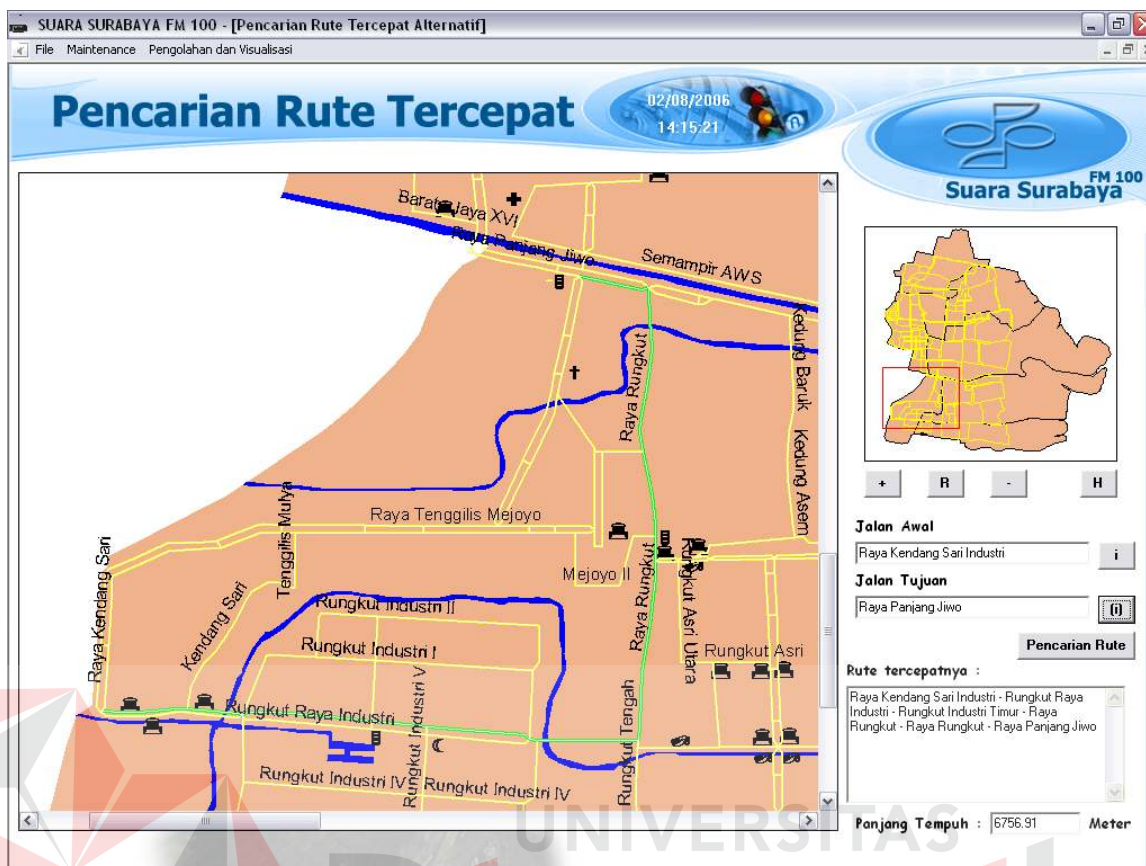 SUARA SURABAYA FM 100 - [Pencarian Rute Tercepat Alternatif]
File Maintenance Pengolahan dan Visualisasi
Pencarian Rute Tercepat
02/08/2006
14:15:21
FM 100
Suara Surabaya
Barata Jaya XVI
Raya Panjang Jiwo
Semampir AWS
Kedung Baruk
Raya Rungkut
Kedung Asem
Tenggilis Mulya
Raya Tenggilis Mejoyo
Raya Kendang Sari
Kendang Sari
Mejoyo II
Raya Rungkut
Rungkut Asri Utara
Rungkut Industri II
Rungkut Industri I
Rungkut Asri
Rungkut Raya Industri
Rungkut Industri V
Rungkut Tengah
Rungkut Industri IV
Rungkut Industri IV
+ R - H
Jalan Awal
Raya Kendang Sari Industri
i
Jalan Tujuan
Raya Panjang Jiwo
(i)
Pencarian Rute
Rute tercepatnya :
Raya Kendang Sari Industri - Rungkut Raya
Industri - Rungkut Industri Timur - Raya
Rungkut - Raya Rungkut - Raya Panjang Jiwo
Panjang Tempuh : 6756.91 Meter
UNIVERSITAS